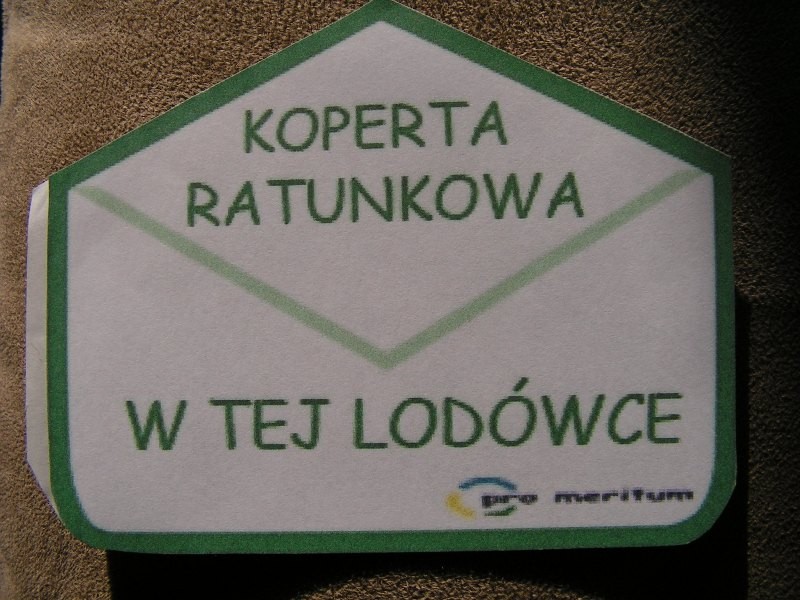 KOPERTA
RATUNKOWA
W TEJ LODÓWCE
pro meritum